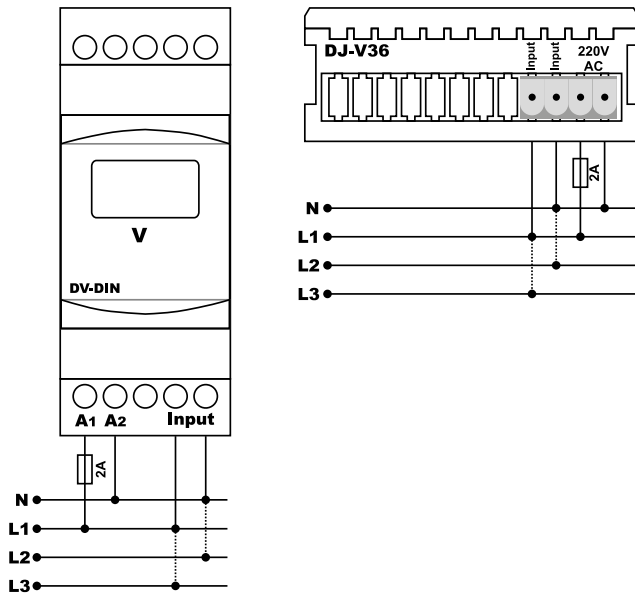 V
DV-DIN
A1 A2 Input
2A
N
L1
L2
L3
DJ-V36
Input
Input
220V
AC
2A
N
L1
L2
L3